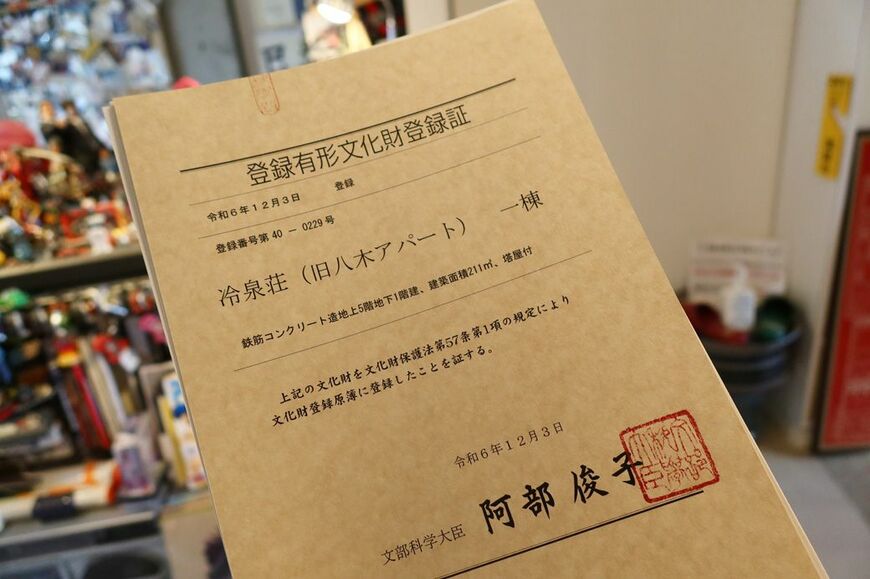 登録有形文化財登録証
令和6年12月3日 登録
登録番号第 40 － 0229 号
冷泉荘（旧八木アパート） 一棟
鉄筋コンクリート造地上5階地下1階建、建築面積211㎡、塔屋付
上記の文化財を文化財保護法第57条第1項の規定により
文化財登録原簿に登録したことを証する。
令和6年12月3日
文部科学大臣 阿部 俊子